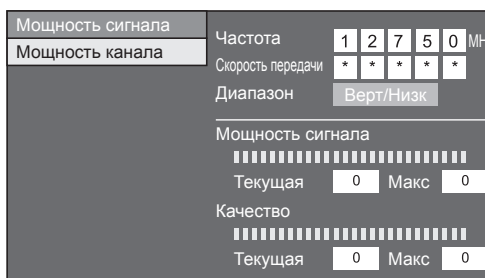 Мощность сигнала
Мощность канала
Частота 1 2 7 5 0 MH
Скорость передачи * * * * *
Диапазон Верт/Низк
Мощность сигнала
Текущая 0 Макс 0
Качество
Текущая 0 Макс 0